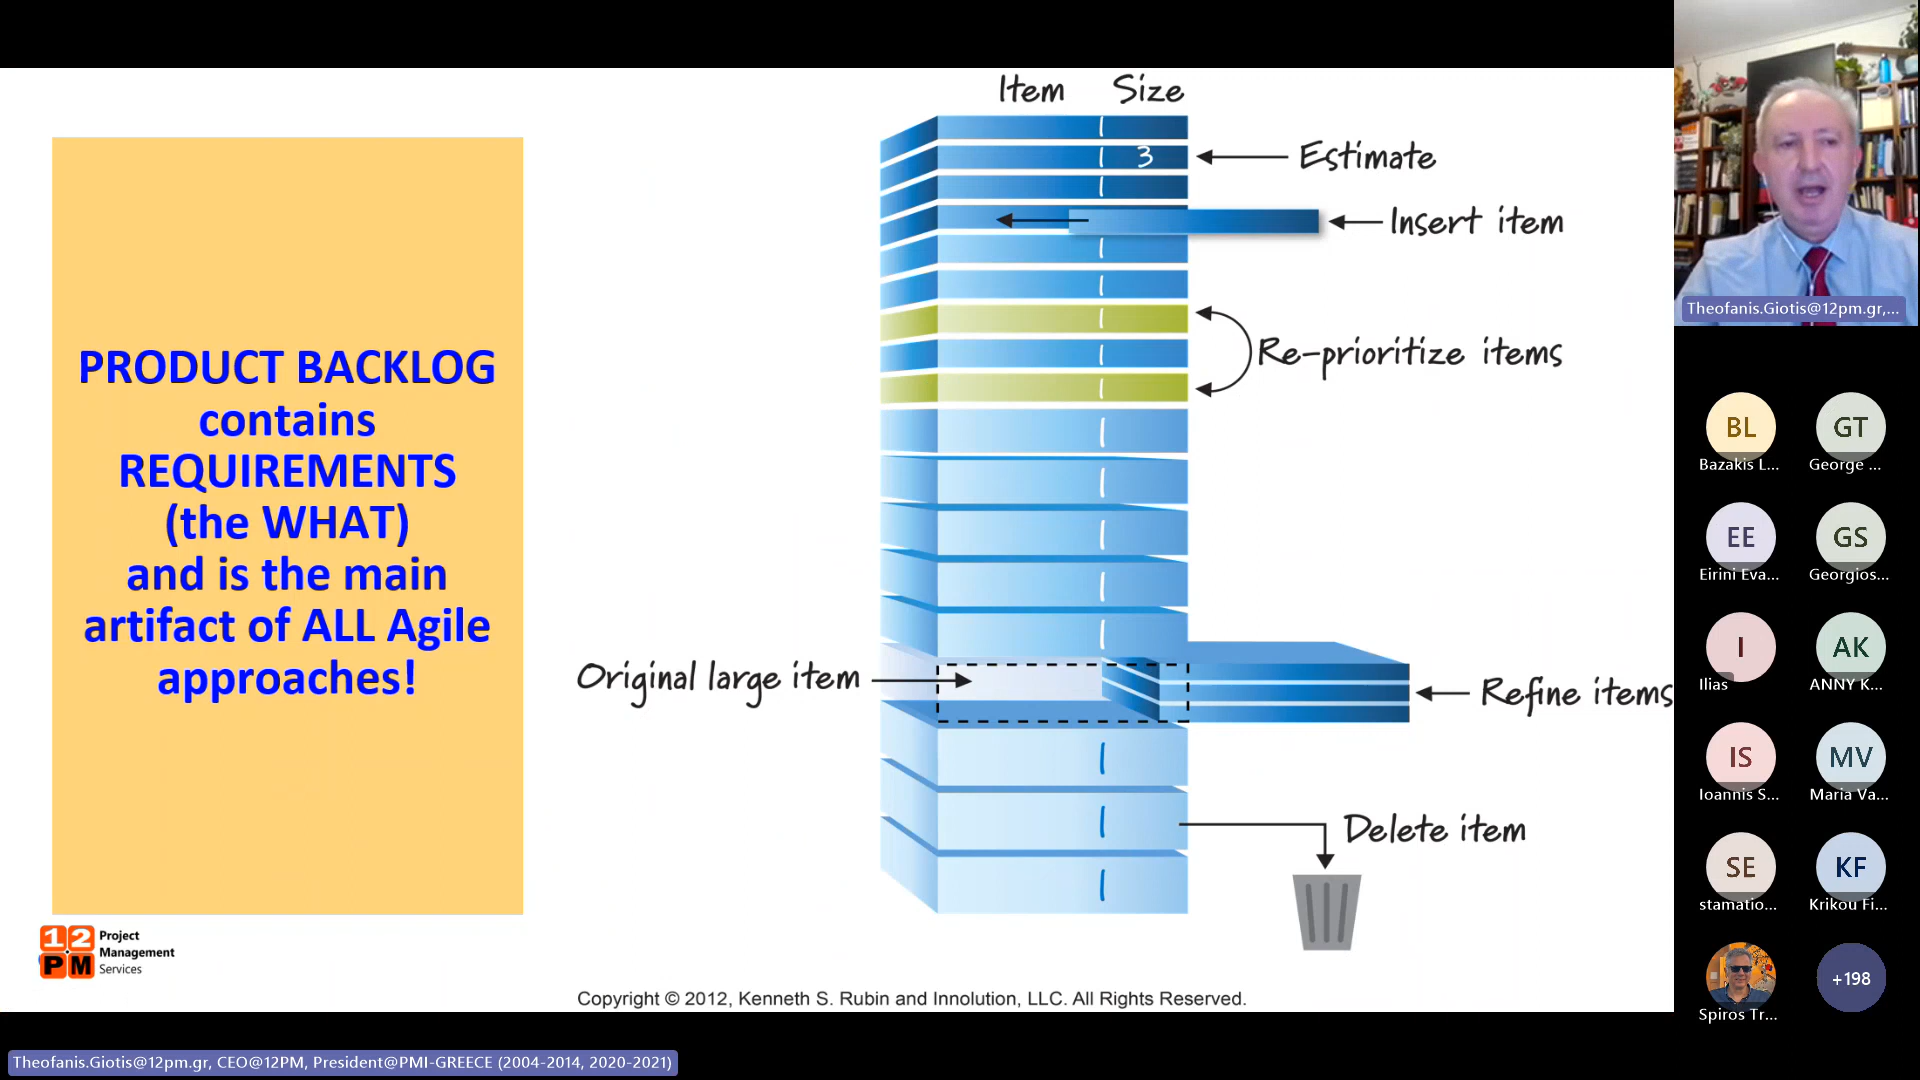 Item Size
3
Estimate
Insert item
Re-prioritize items
Original large item
Refine items
Delete item
PRODUCT BACKLOG
contains
REQUIREMENTS
(the WHAT)
and is the main
artifact of ALL Agile
approaches!
12
PM
Project
Management
Services
Copyright © 2012, Kenneth S. Rubin and Innolution, LLC. All Rights Reserved.
Theofanis.Giotis@12pm.gr, CEO@12PM, President@PMI-GREECE (2004-2014, 2020-2021)
Theofanis.Giotis@12pm.gr,...
BL
Bazakis L...
GT
George ...
EE
Eirini Eva...
GS
Georgios...
I
Ilias
AK
ANNY K...
IS
Ioannis S...
MV
Maria Va...
SE
stamatio...
KF
Krikou Fi...
Spiros Tr...
+198